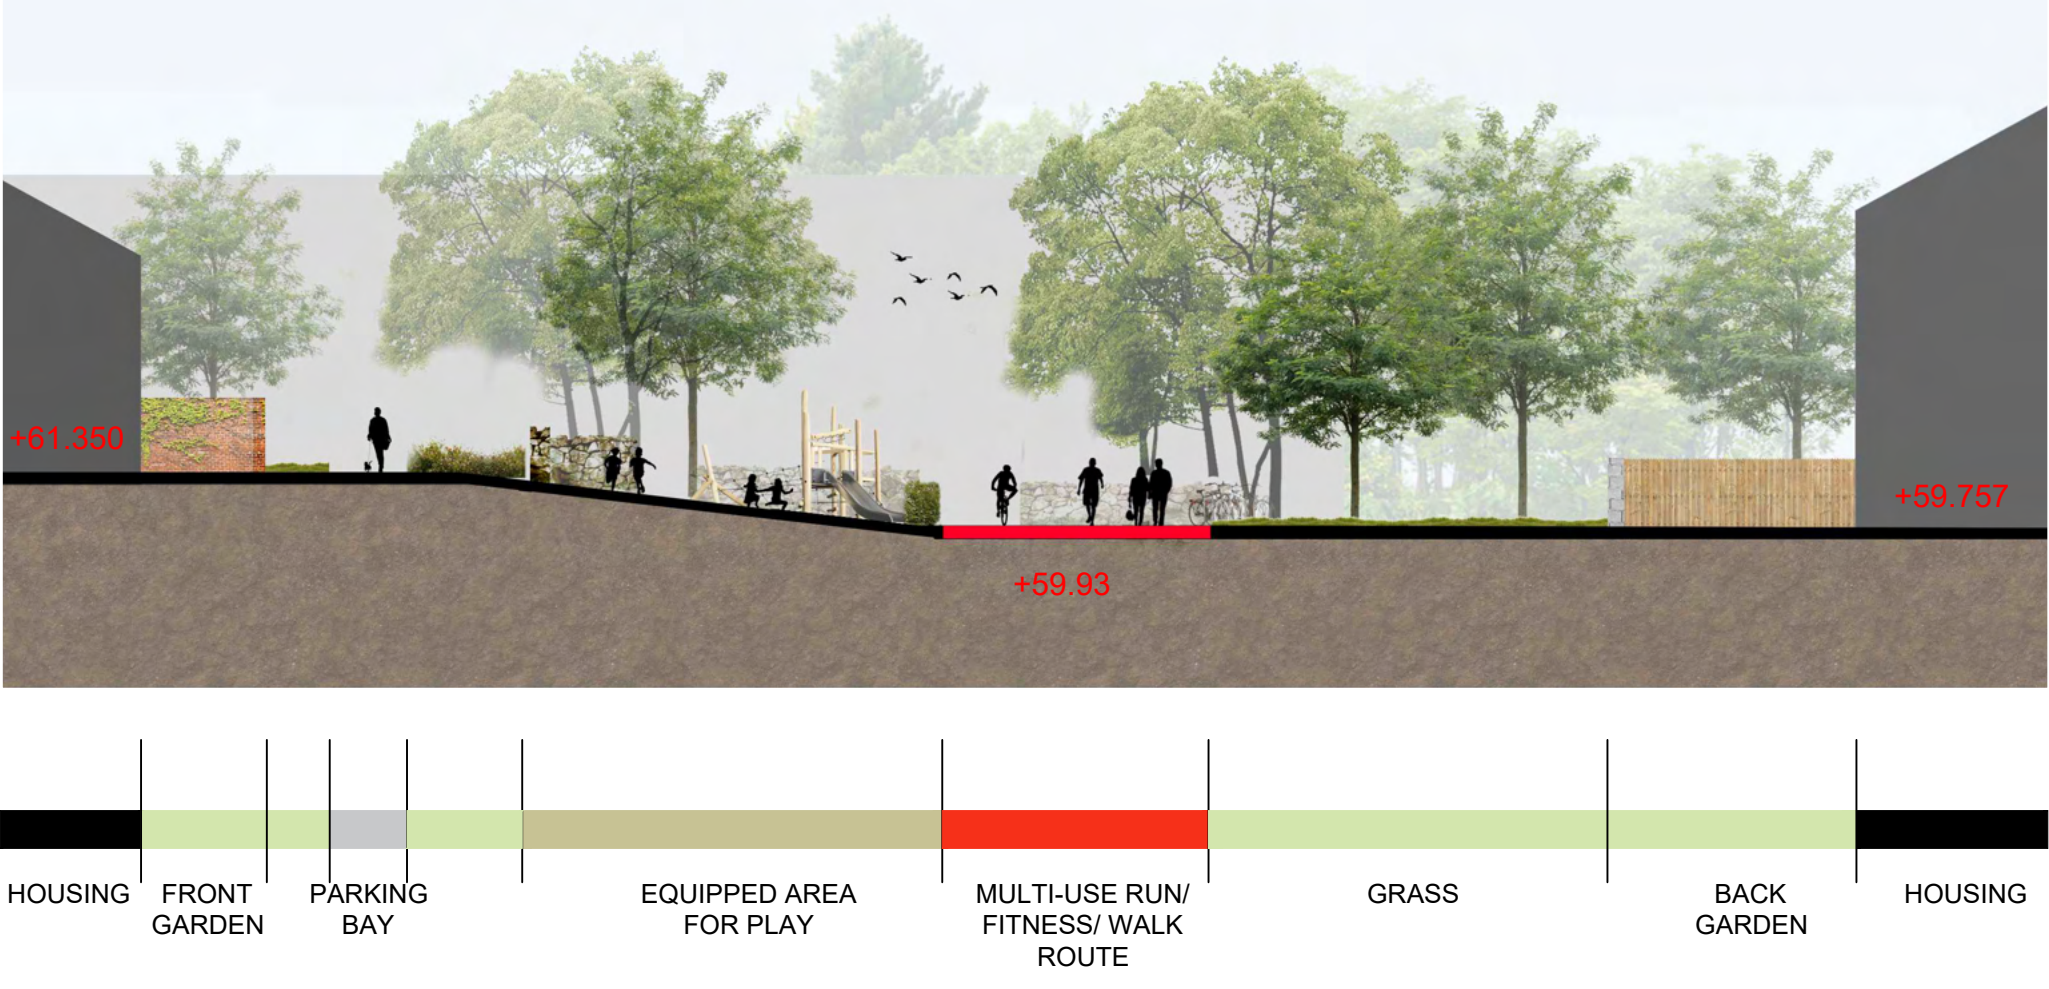 +61.350
+59.757
+59.93
HOUSING
FRONT
GARDEN
PARKING
BAY
EQUIPPED AREA
FOR PLAY
MULTI-USE RUN/
FITNESS/ WALK
ROUTE
GRASS
BACK
GARDEN
HOUSING